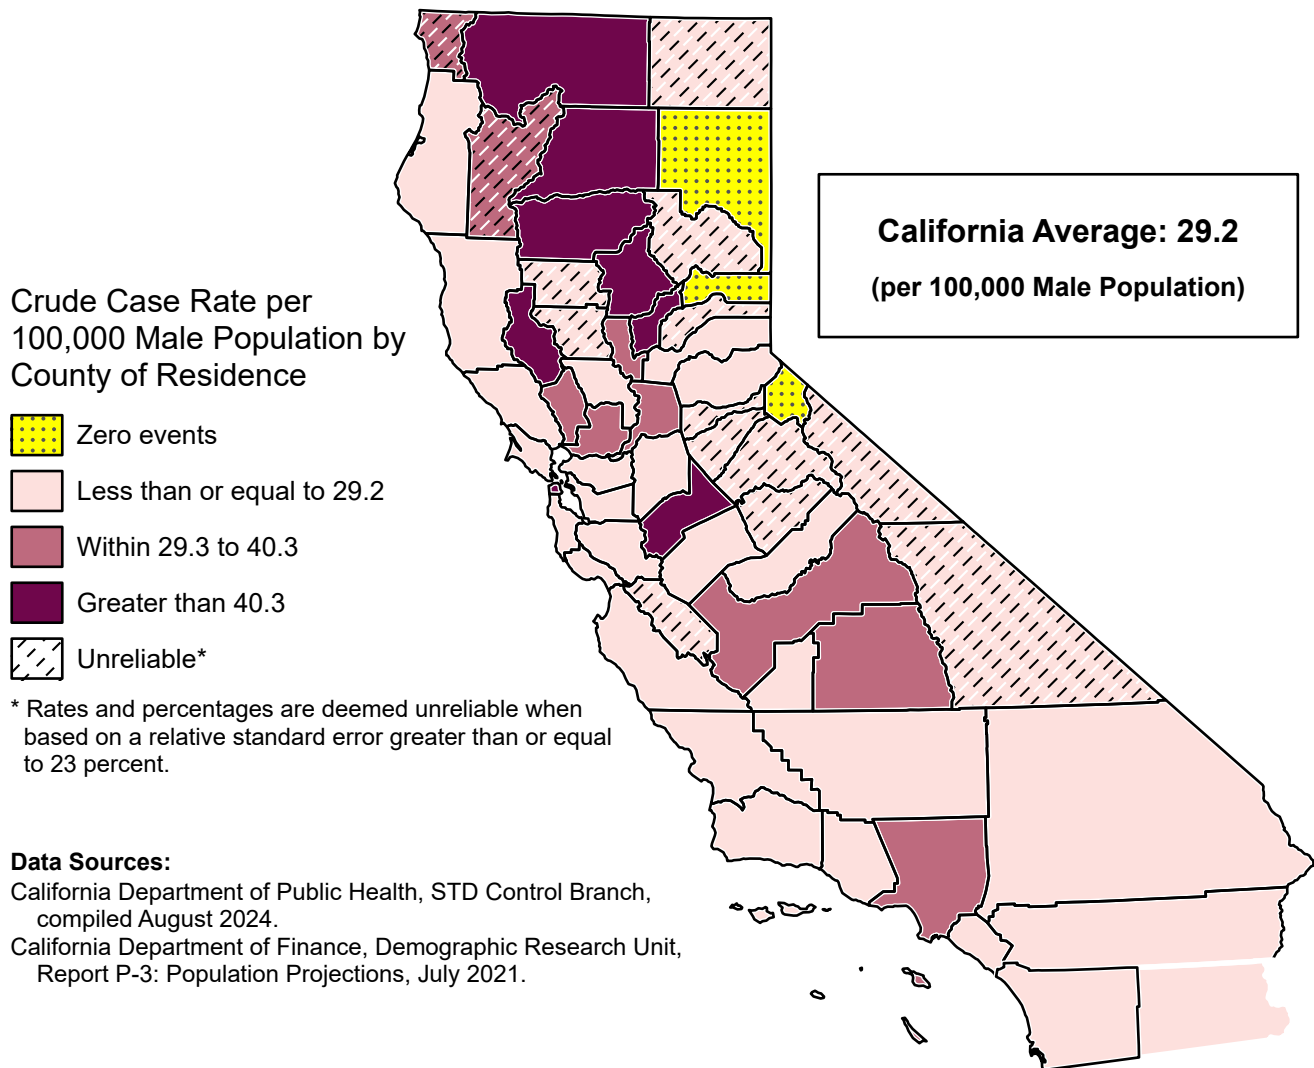 California Average: 29.2
(per 100,000 Male Population)
Crude Case Rate per
100,000 Male Population by
County of Residence
Zero events
Less than or equal to 29.2
Within 29.3 to 40.3
Greater than 40.3
Unreliable*
* Rates and percentages are deemed unreliable when
based on a relative standard error greater than or equal
to 23 percent.
Data Sources:
California Department of Public Health, STD Control Branch,
compiled August 2024.
California Department of Finance, Demographic Research Unit,
Report P-3: Population Projections, July 2021.